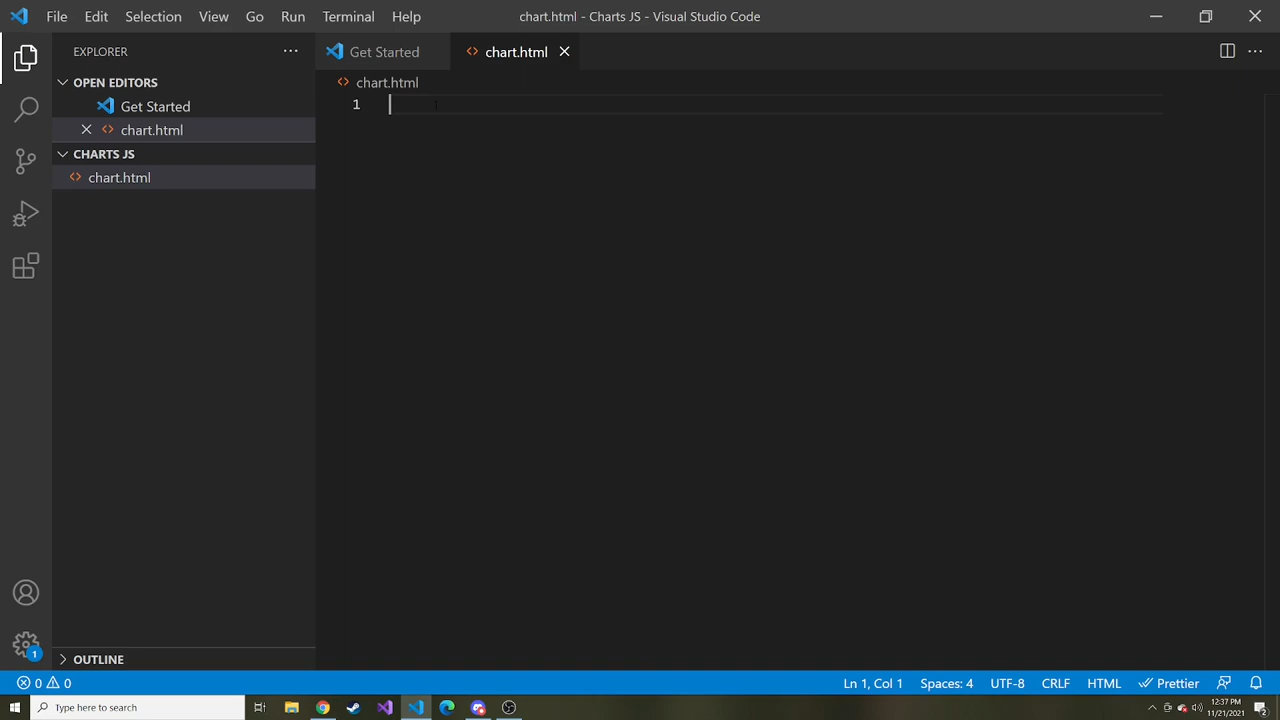 File Edit Selection View Go Run Terminal Help chart.html - Charts JS - Visual Studio Code
EXPLORER
Get Started
chart.html
OPEN EDITORS
Get Started
chart.html
CHARTS JS
chart.html
chart.html
1
OUTLINE
0 0 Ln 1, Col 1 Spaces: 4 UTF-8 CRLF HTML Prettier
1
Type here to search
12:37 PM
11/21/2021
2